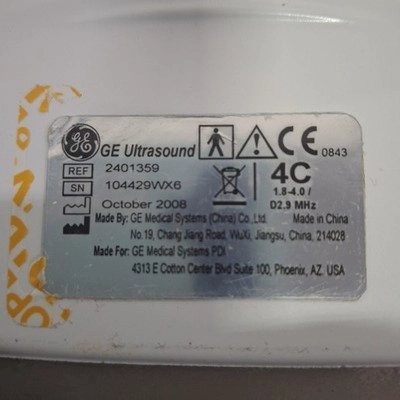 GE Ultrasound
CE 0843
REF 2401359
SN 104429WX6
4C
1.8-4.0 /
D2.9 MHz
October 2008
Made By: GE Medical Systems (China) Co., Ltd. Made in China
No.19, Chang Jiang Road, WuXi, Jiangsu, China, 214028
Made For: GE Medical Systems PDI
4313 E Cotton Center Blvd Suite 100, Phoenix, AZ. USA